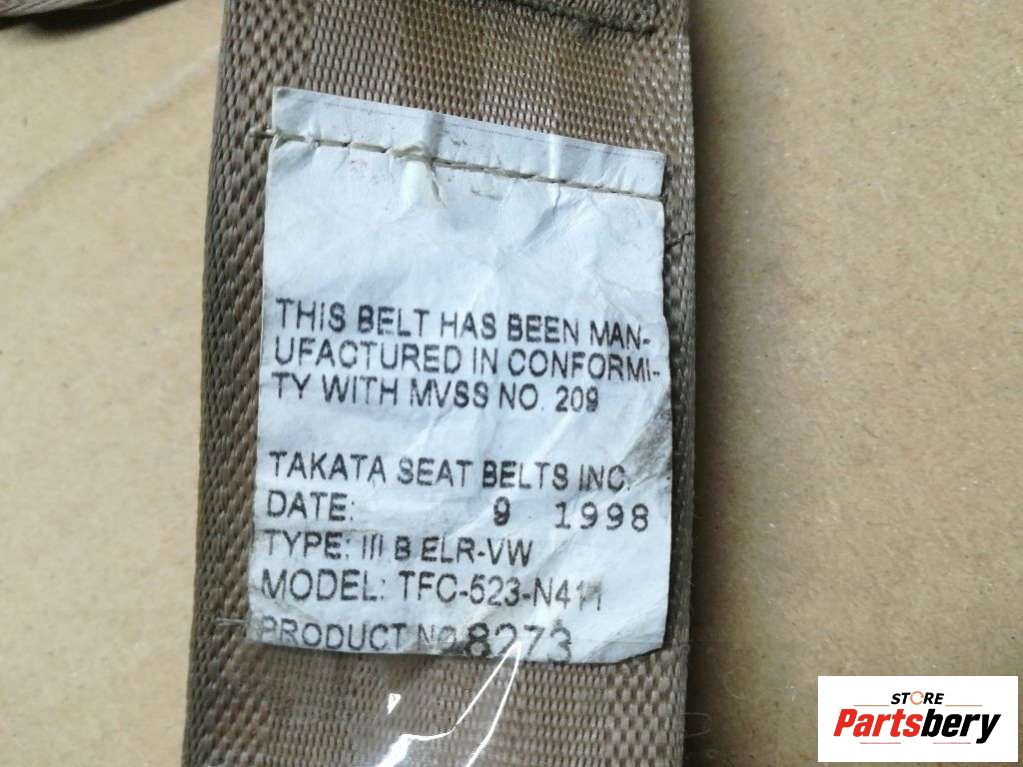 THIS BELT HAS BEEN MAN-
UFACTURED IN CONFORMI-
TY WITH MVSS NO. 209
TAKATA SEAT BELTS INC.
DATE: 9 1998
TYPE: III B ELR-VW
MODEL: TFC-523-N411
PRODUCT NO 8273
STORE
Partsbery